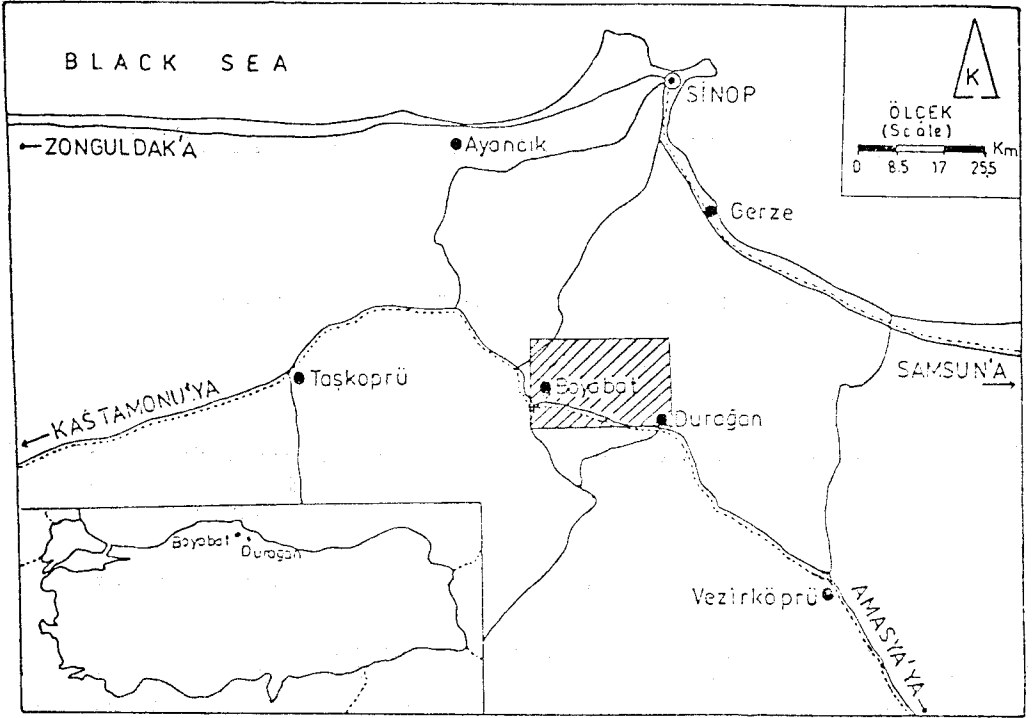 BLACK SEA
K
SİNOP
ÖLÇEK
(Scale)
Km
0 8.5 17 25.5
←ZONGULDAK'A
Ayancık
Gerze
SAMSUN'A
Taşköprü
Boyabat
Durağan
KASTAMONU'YA
Boyabat
Durağan
Vezirköprü
AMASYA'YA